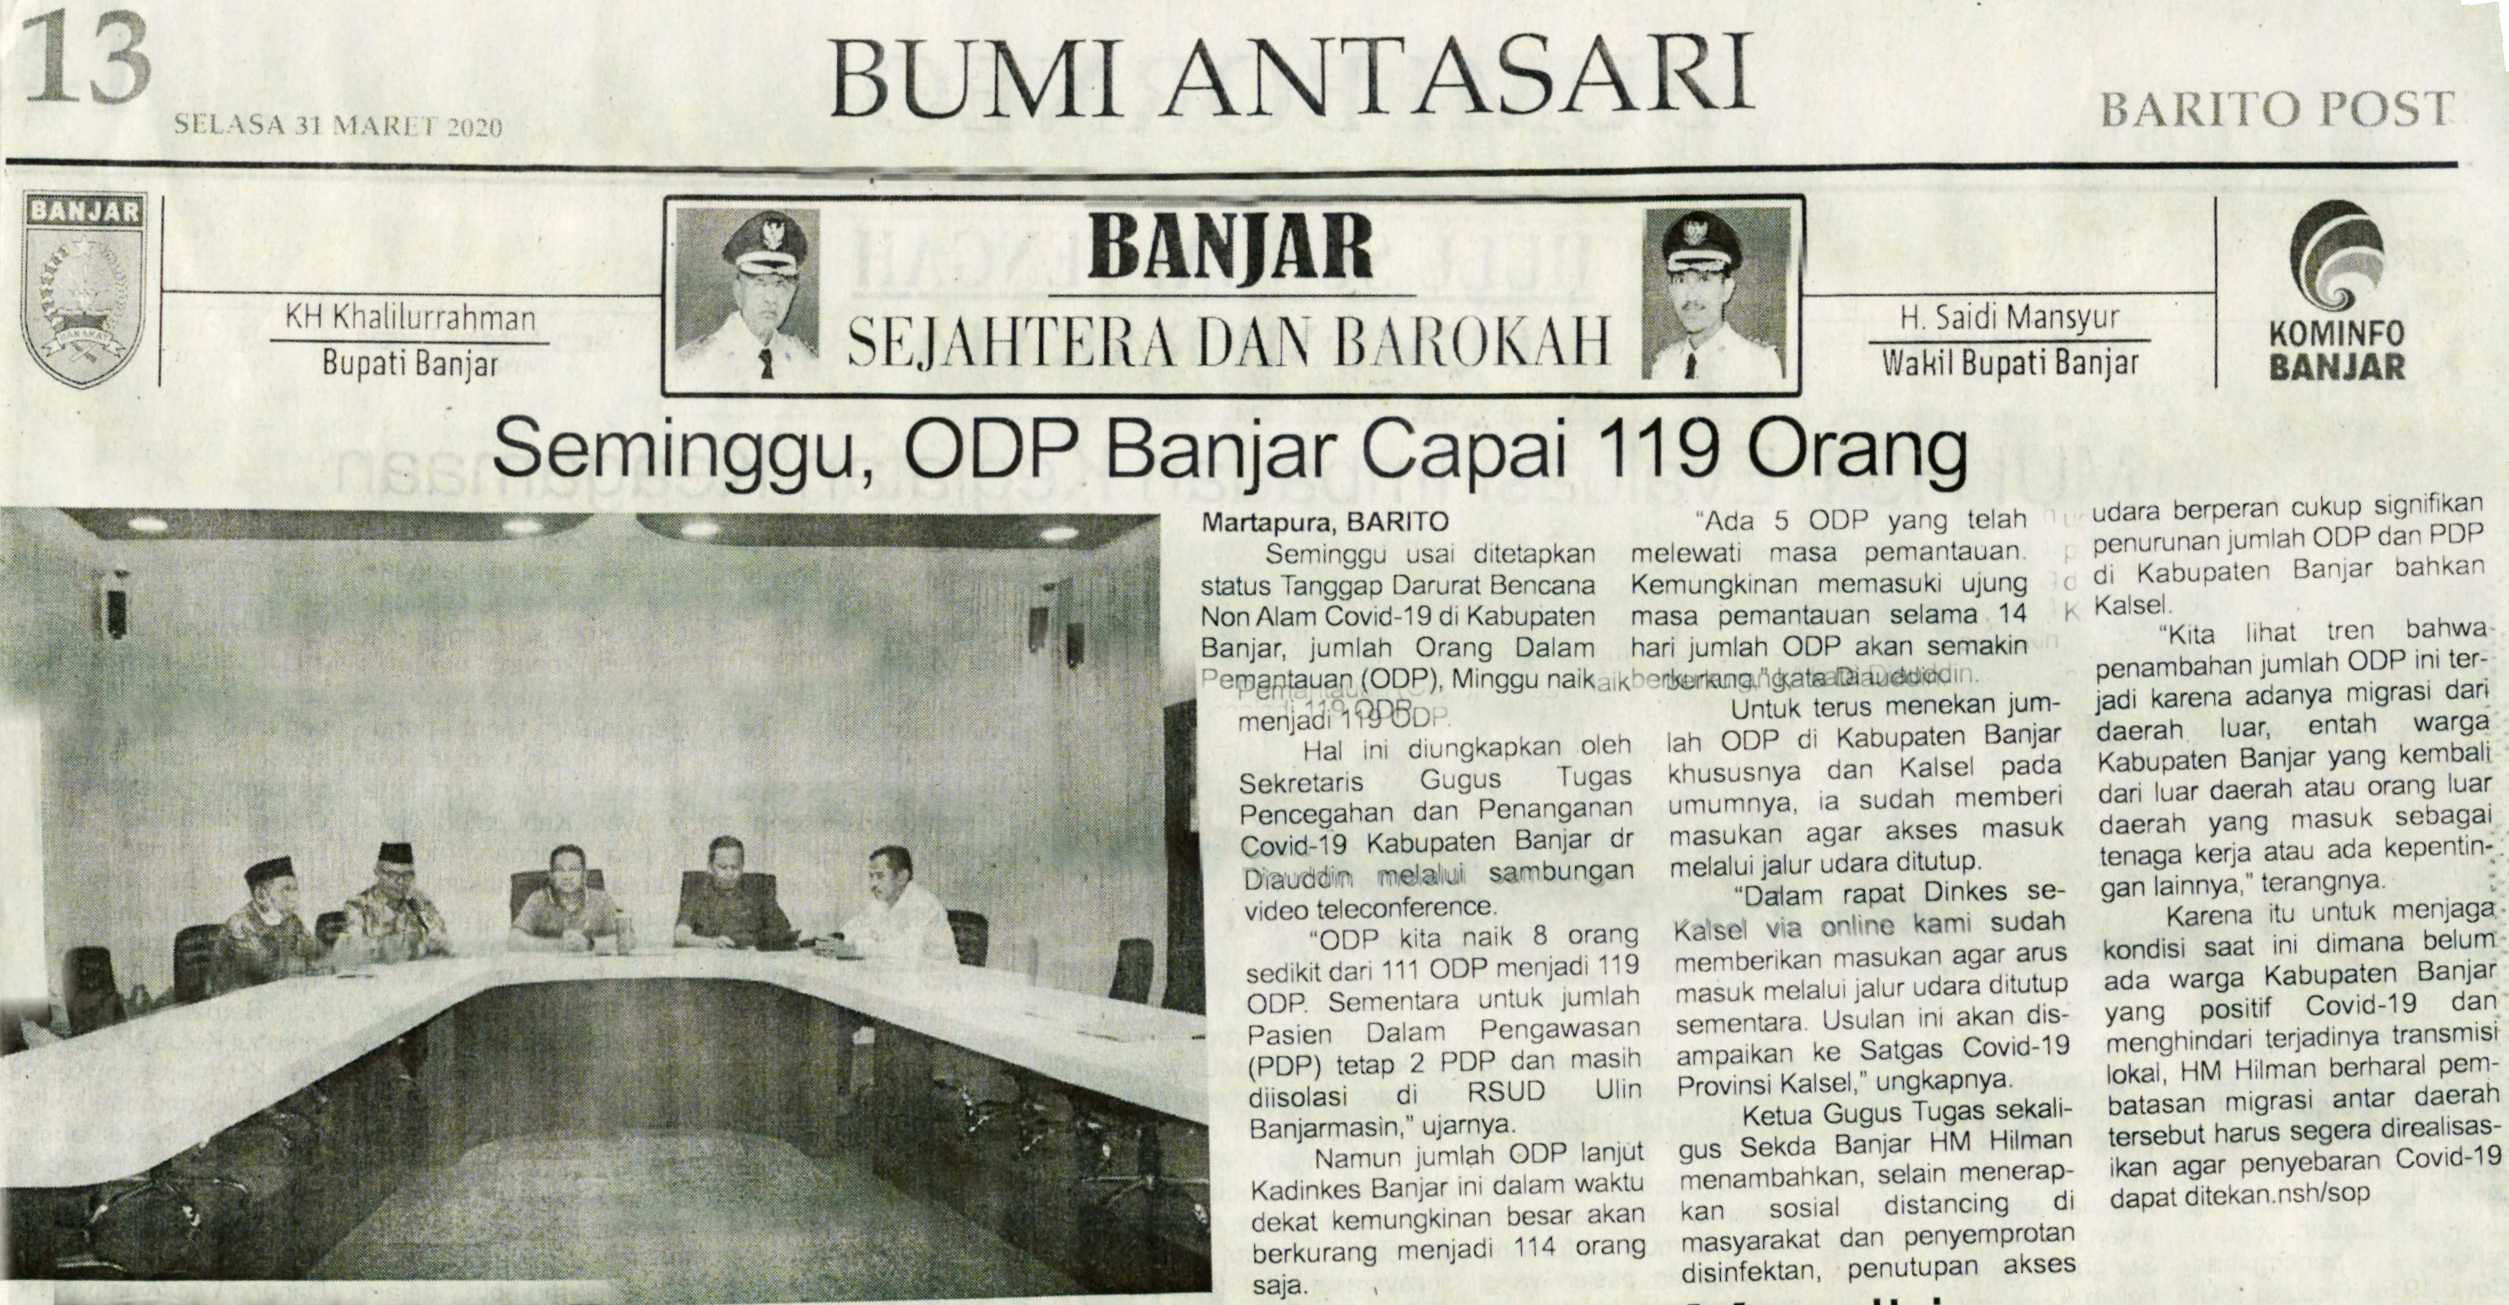 13
SELASA 31 MARET 2020
BUMI ANTASARI
BARITO POST
BANJAR
KH Khalilurrahman
Bupati Banjar
BANJAR
SEJAHTERA DAN BAROKAH
H. Saidi Mansyur
Wakil Bupati Banjar
KOMINFO
BANJAR
Seminggu, ODP Banjar Capai 119 Orang
Martapura, BARITO
Seminggu usai ditetapkan
status Tanggap Darurat Bencana
Non Alam Covid-19 di Kabupaten
Banjar, jumlah Orang Dalam
Pemantauan (ODP), Minggu naik
menjadi 119 ODP.
Hal ini diungkapkan oleh
Sekretaris Gugus Tugas
Pencegahan dan Penanganan
Covid-19 Kabupaten Banjar dr
Diauddin melalui sambungan
video teleconference.
“ODP kita naik 8 orang
sedikit dari 111 ODP menjadi 119
ODP. Sementara untuk jumlah
Pasien Dalam Pengawasan
(PDP) tetap 2 PDP dan masih
diisolasi di RSUD Ulin
Banjarmasin,” ujarnya.
Namun jumlah ODP lanjut
Kadinkes Banjar ini dalam waktu
dekat kemungkinan besar akan
berkurang menjadi 114 orang
saja.
“Ada 5 ODP yang telah
melewati masa pemantauan.
Kemungkinan memasuki ujung
masa pemantauan selama 14
hari jumlah ODP akan semakin
berkurang,” kata Diauddin.
Untuk terus menekan jum-
lah ODP di Kabupaten Banjar
khususnya dan Kalsel pada
umumnya, ia sudah memberi
masukan agar akses masuk
melalui jalur udara ditutup.
“Dalam rapat Dinkes se-
Kalsel via online kami sudah
memberikan masukan agar arus
masuk melalui jalur udara ditutup
sementara. Usulan ini akan dis-
ampaikan ke Satgas Covid-19
Provinsi Kalsel,” ungkapnya.
Ketua Gugus Tugas sekali-
gus Sekda Banjar HM Hilman
menambahkan, selain menerap-
kan sosial distancing di
masyarakat dan penyemprotan
disinfektan, penutupan akses
udara berperan cukup signifikan
penurunan jumlah ODP dan PDP
di Kabupaten Banjar bahkan
Kalsel.
“Kita lihat tren bahwa
penambahan jumlah ODP ini ter-
jadi karena adanya migrasi dari
daerah luar, entah warga
Kabupaten Banjar yang kembali
dari luar daerah atau orang luar
daerah yang masuk sebagai
tenaga kerja atau ada kepentin-
gan lainnya,” terangnya.
Karena itu untuk menjaga
kondisi saat ini dimana belum
ada warga Kabupaten Banjar
yang positif Covid-19 dan
menghindari terjadinya transmisi
lokal, HM Hilman berharal pem-
batasan migrasi antar daerah
tersebut harus segera direalisas-
ikan agar penyebaran Covid-19
dapat ditekan.nsh/sop